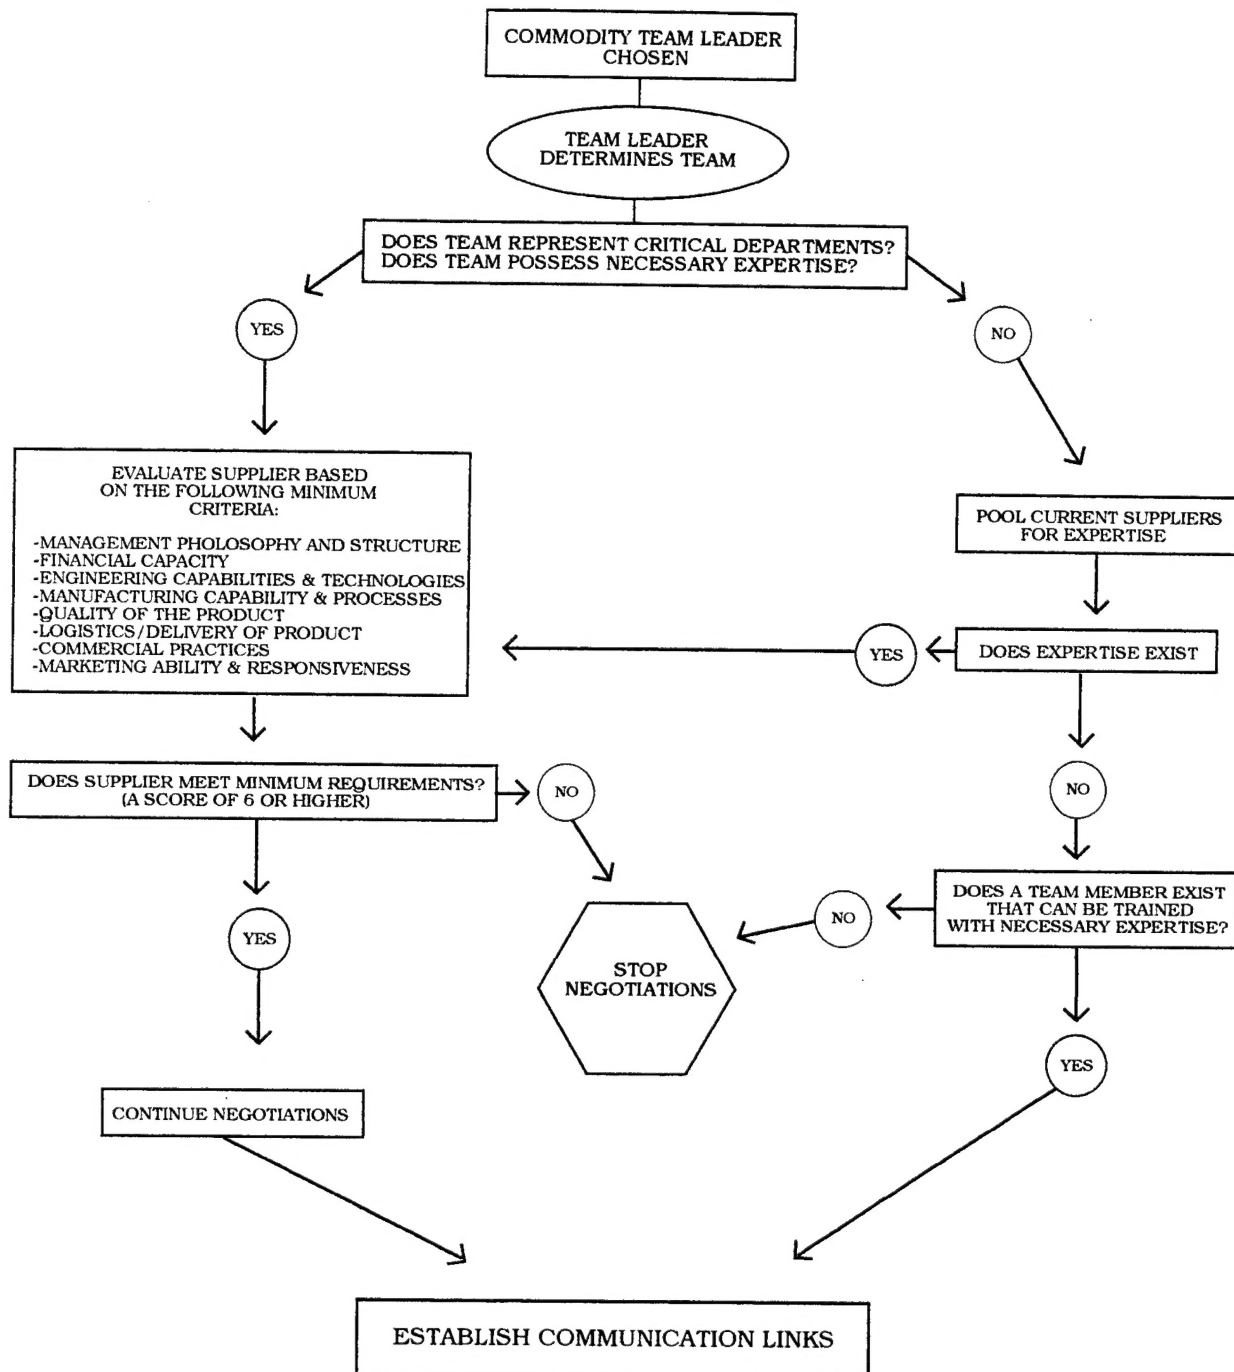 COMMODITY TEAM LEADER
CHOSEN
TEAM LEADER
DETERMINES TEAM
DOES TEAM REPRESENT CRITICAL DEPARTMENTS?
DOES TEAM POSSESS NECESSARY EXPERTISE?
YES
NO
EVALUATE SUPPLIER BASED
ON THE FOLLOWING MINIMUM
CRITERIA:
-MANAGEMENT PHOLOSOPHY AND STRUCTURE
-FINANCIAL CAPACITY
-ENGINEERING CAPABILITIES & TECHNOLOGIES
-MANUFACTURING CAPABILITY & PROCESSES
-QUALITY OF THE PRODUCT
-LOGISTICS/DELIVERY OF PRODUCT
-COMMERCIAL PRACTICES
-MARKETING ABILITY & RESPONSIVENESS
POOL CURRENT SUPPLIERS
FOR EXPERTISE
YES
DOES EXPERTISE EXIST
DOES SUPPLIER MEET MINIMUM REQUIREMENTS?
(A SCORE OF 6 OR HIGHER)
NO
NO
YES
STOP
NEGOTIATIONS
NO
DOES A TEAM MEMBER EXIST
THAT CAN BE TRAINED
WITH NECESSARY EXPERTISE?
YES
CONTINUE NEGOTIATIONS
ESTABLISH COMMUNICATION LINKS